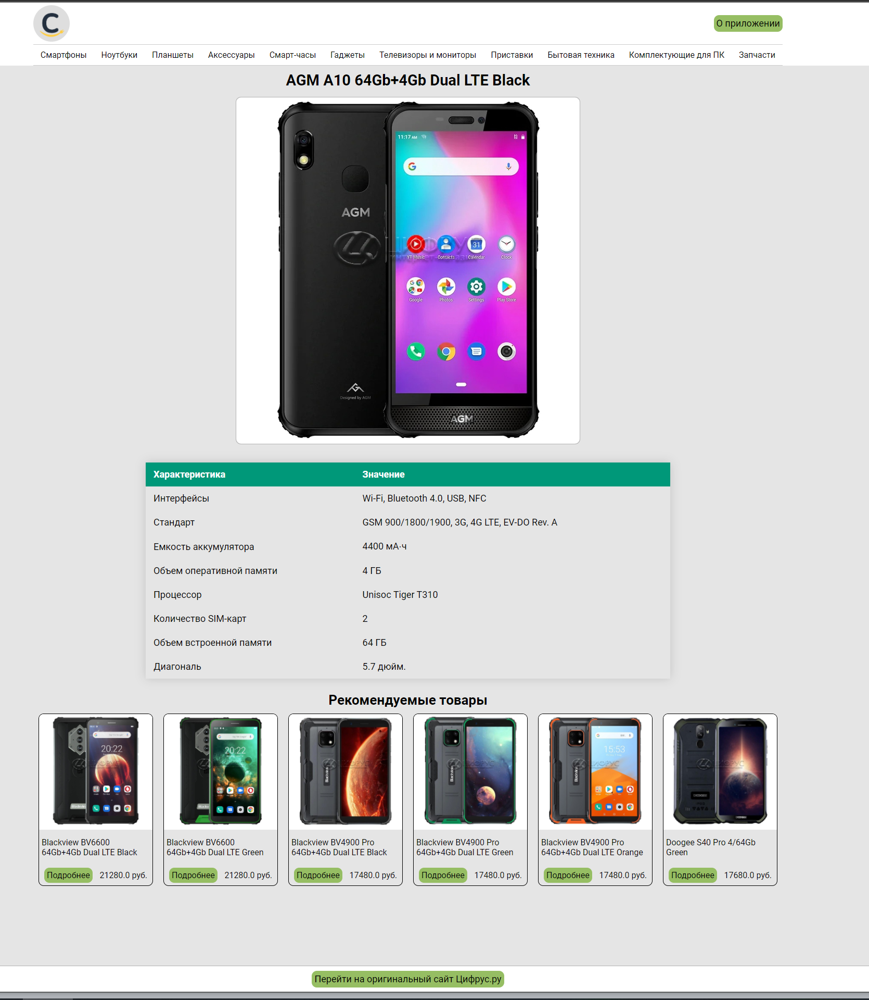 C
О приложении
Смартфоны Ноутбуки Планшеты Аксессуары Смарт-часы Гаджеты Телевизоры и мониторы Приставки Бытовая техника Комплектующие для ПК Запчасти
AGM A10 64Gb+4Gb Dual LTE Black
11:17 AM
AGM
ЦИФРУС
YT Music Contacts Calendar Clock
Google Photos Settings Play Store
Designed by AGM
AGM
Характеристика Значение
Интерфейсы Wi-Fi, Bluetooth 4.0, USB, NFC
Стандарт GSM 900/1800/1900, 3G, 4G LTE, EV-DO Rev. A
Емкость аккумулятора 4400 мА·ч
Объем оперативной памяти 4 ГБ
Процессор Unisoc Tiger T310
Количество SIM-карт 2
Объем встроенной памяти 64 ГБ
Диагональ 5.7 дюйм.
Рекомендуемые товары
20:22 20:22 15:53
Blackview Blackview Blackview Blackview Blackview DOOGEE
Blackview BV6600 Blackview BV6600 Blackview BV4900 Pro Blackview BV4900 Pro Blackview BV4900 Pro Doogee S40 Pro 4/64Gb
64Gb+4Gb Dual LTE Black 64Gb+4Gb Dual LTE Green 64Gb+4Gb Dual LTE Black 64Gb+4Gb Dual LTE Green 64Gb+4Gb Dual LTE Orange Green
Подробнее 21280.0 руб. Подробнее 21280.0 руб. Подробнее 17480.0 руб. Подробнее 17480.0 руб. Подробнее 17480.0 руб. Подробнее 17680.0 руб.
Перейти на оригинальный сайт Цифрус.ру